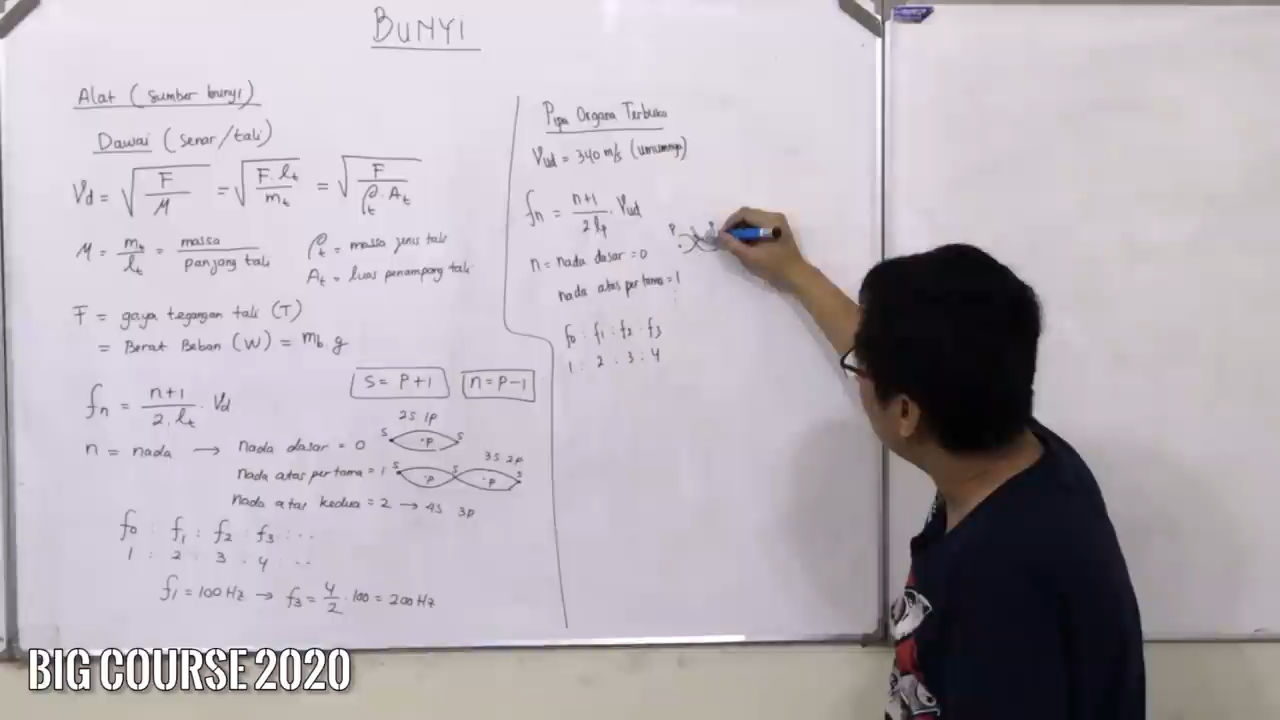 BUNYI
Alat (sumber bunyi)
Dawai (senar/tali)
Vd = √(F/M) = √(F.lt/mt) = √(F/ρt.At)
M = mt/lt = massa/panjang tali
ρt = massa jenis tali
At = luas penampang tali
F = gaya tegangan tali (T)
= Berat Beban (W) = mb.g
S = P+1
n = P-1
fn = n+1/2.lt . Vd
2s 1p
s .p s
n = nada → nada dasar = 0
3s 2p
nada atas pertama = 1
s .p s .p s
nada atas kedua = 2 → 4s 3p
f0 : f1 : f2 : f3 : ..
1 : 2 : 3 : 4 ..
f1 = 100 Hz → f3 = 4/2 . 100 = 200 Hz
Pipa Organa Terbuka
Vud = 340 m/s (umumnya)
fn = n+1/2lp . Vud
P
n = nada dasar = 0
nada atas pertama = 1
f0 : f1 : f2 : f3
1 : 2 : 3 : 4
BIG COURSE 2020